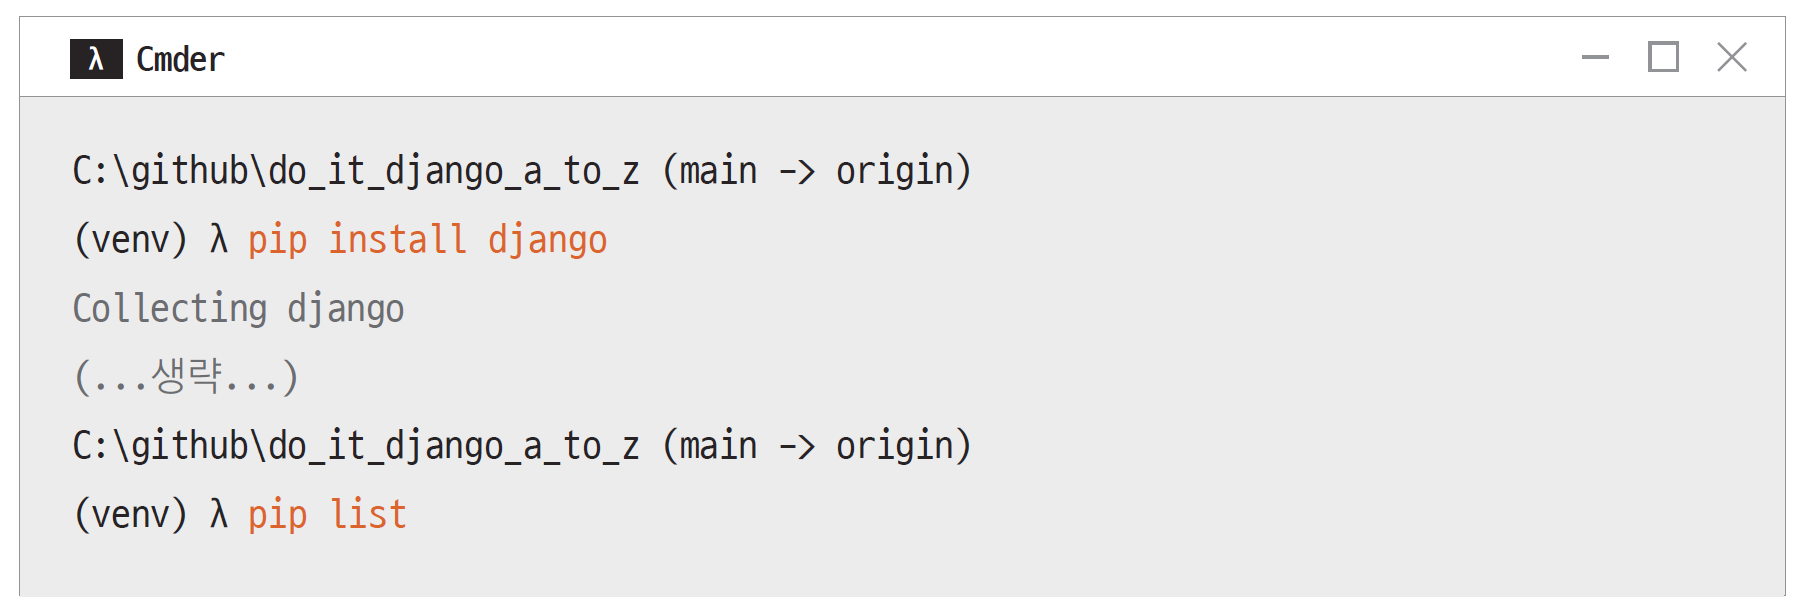 λ Cmder
C:\github\do_it_django_a_to_z (main -> origin)
(venv) λ pip install django
Collecting django
(...생략...)
C:\github\do_it_django_a_to_z (main -> origin)
(venv) λ pip list